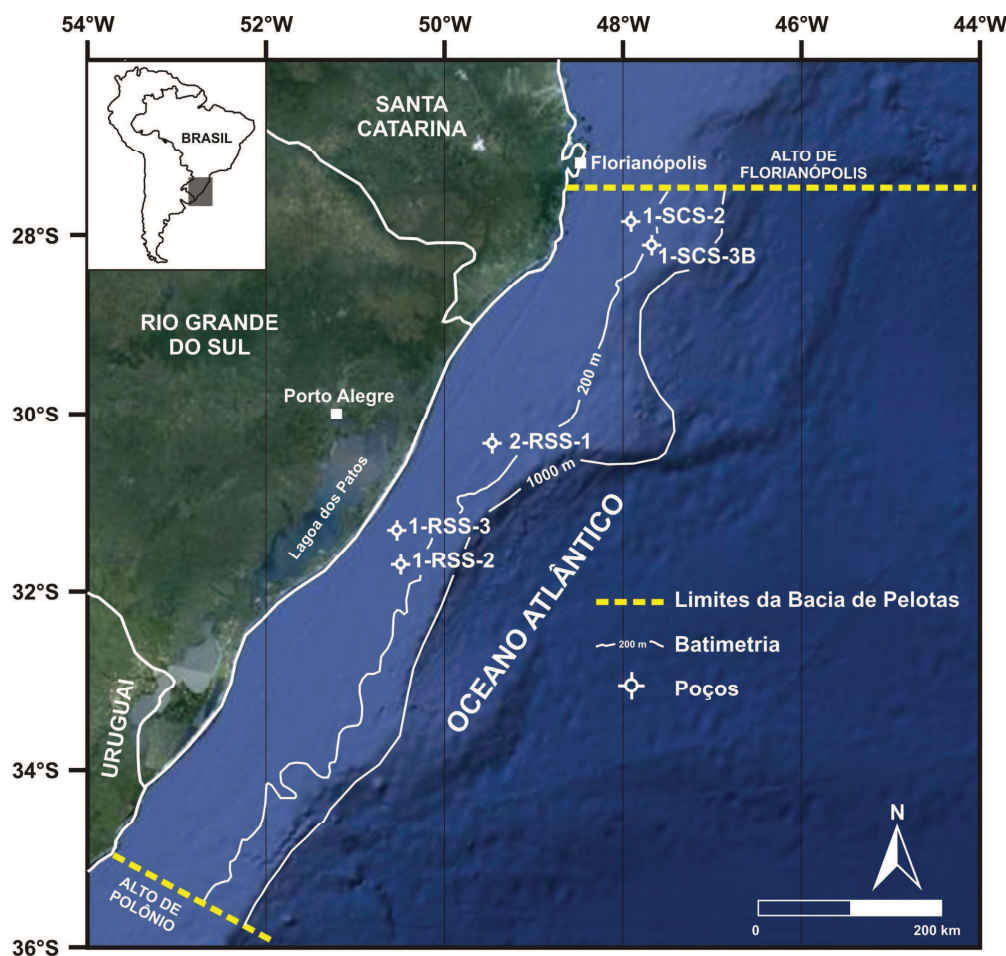 54°W 52°W 50°W 48°W 46°W 44°W
BRASIL
SANTA
CATARINA
Florianópolis
ALTO DE
FLORIANÓPOLIS
28°S
1-SCS-2
1-SCS-3B
RIO GRANDE
DO SUL
200 m
Porto Alegre
30°S
2-RSS-1
1000 m
Lagoa dos Patos
1-RSS-3
1-RSS-2
32°S
OCEANO ATLÂNTICO
Limites da Bacia de Pelotas
200 m
Batimetria
Poços
URUGUAI
34°S
N
ALTO DE
POLÔNIO
0 200 km
36°S